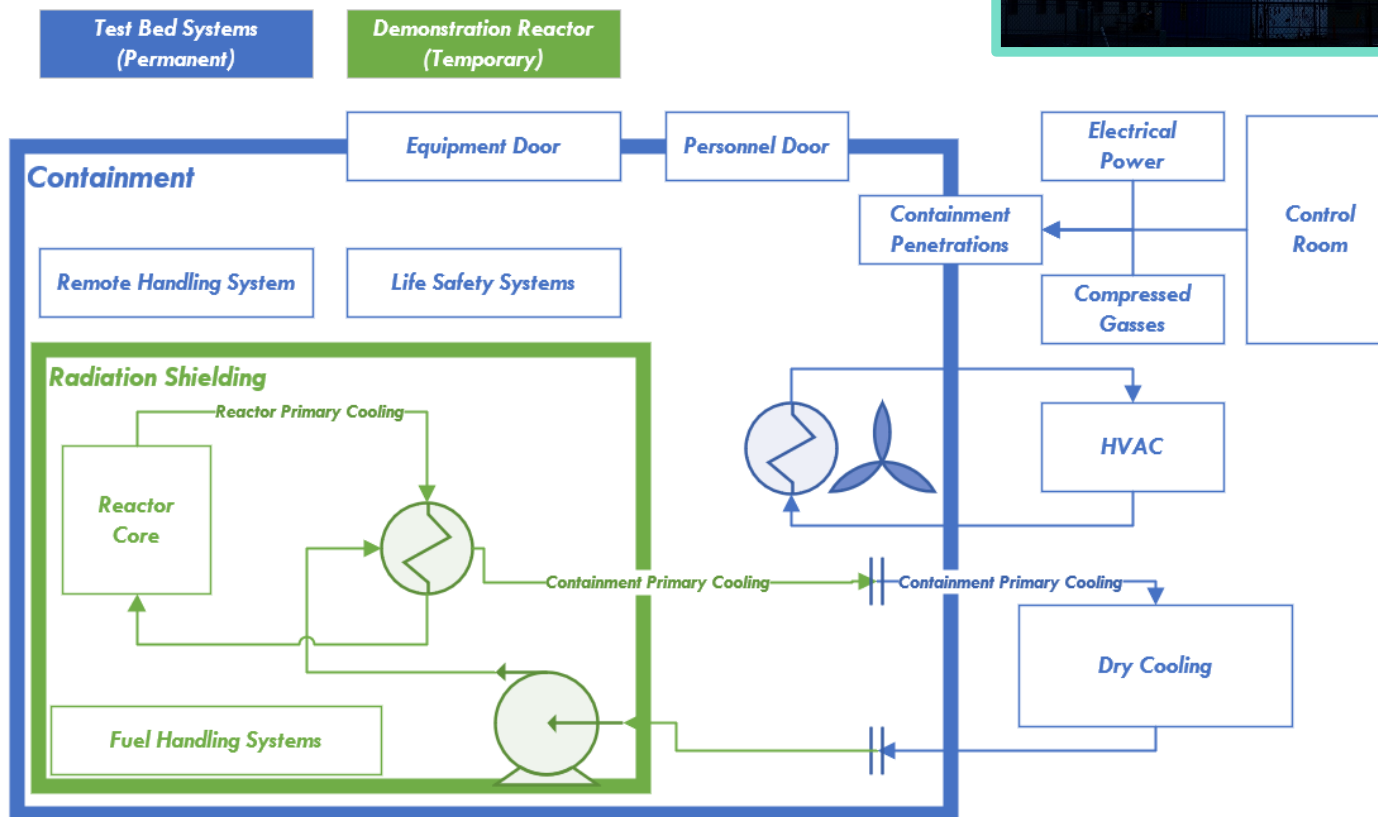 Test Bed Systems
(Permanent)
Demonstration Reactor
(Temporary)
Equipment Door
Personnel Door
Electrical
Power
Containment
Containment
Penetrations
Control
Room
Remote Handling System
Life Safety Systems
Compressed
Gasses
Radiation Shielding
Reactor Primary Cooling
HVAC
Reactor
Core
Containment Primary Cooling
Containment Primary Cooling
Dry Cooling
Fuel Handling Systems